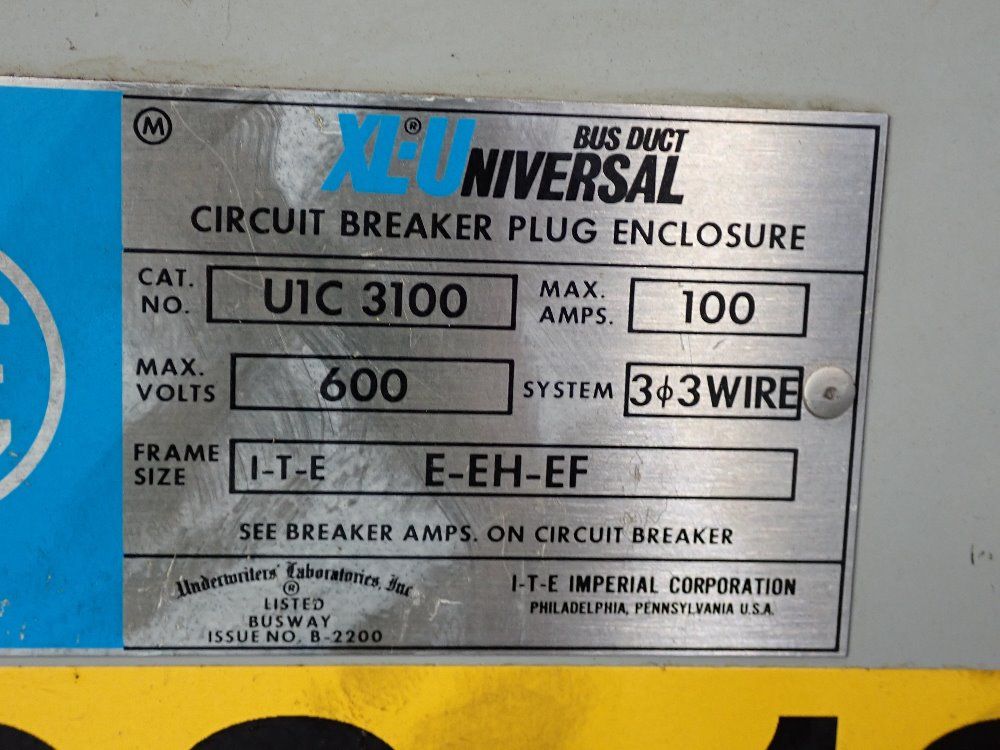 Ⓜ
XL-U® NIVERSAL BUS DUCT
CIRCUIT BREAKER PLUG ENCLOSURE
CAT. NO. U1C 3100 MAX. AMPS. 100
MAX. VOLTS 600 SYSTEM 3ϕ3WIRE
FRAME SIZE I-T-E E-EH-EF
SEE BREAKER AMPS. ON CIRCUIT BREAKER
Underwriters' Laboratories, Inc
®
LISTED
BUSWAY
ISSUE NO. B-2200
I-T-E IMPERIAL CORPORATION
PHILADELPHIA, PENNSYLVANIA U.S.A.